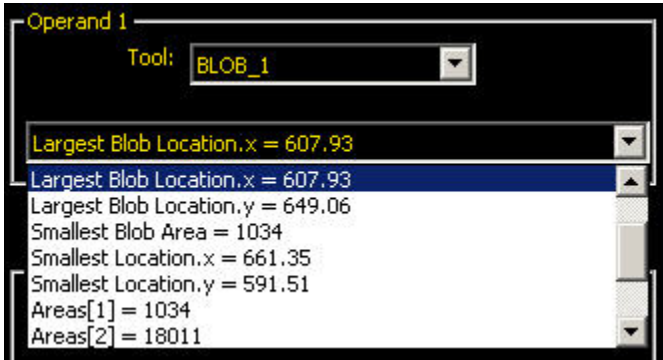 Operand 1
Tool: BLOB_1
Largest Blob Location.x = 607.93
Largest Blob Location.x = 607.93
Largest Blob Location.y = 649.06
Smallest Blob Area = 1034
Smallest Location.x = 661.35
Smallest Location.y = 591.51
Areas[1] = 1034
Areas[2] = 18011